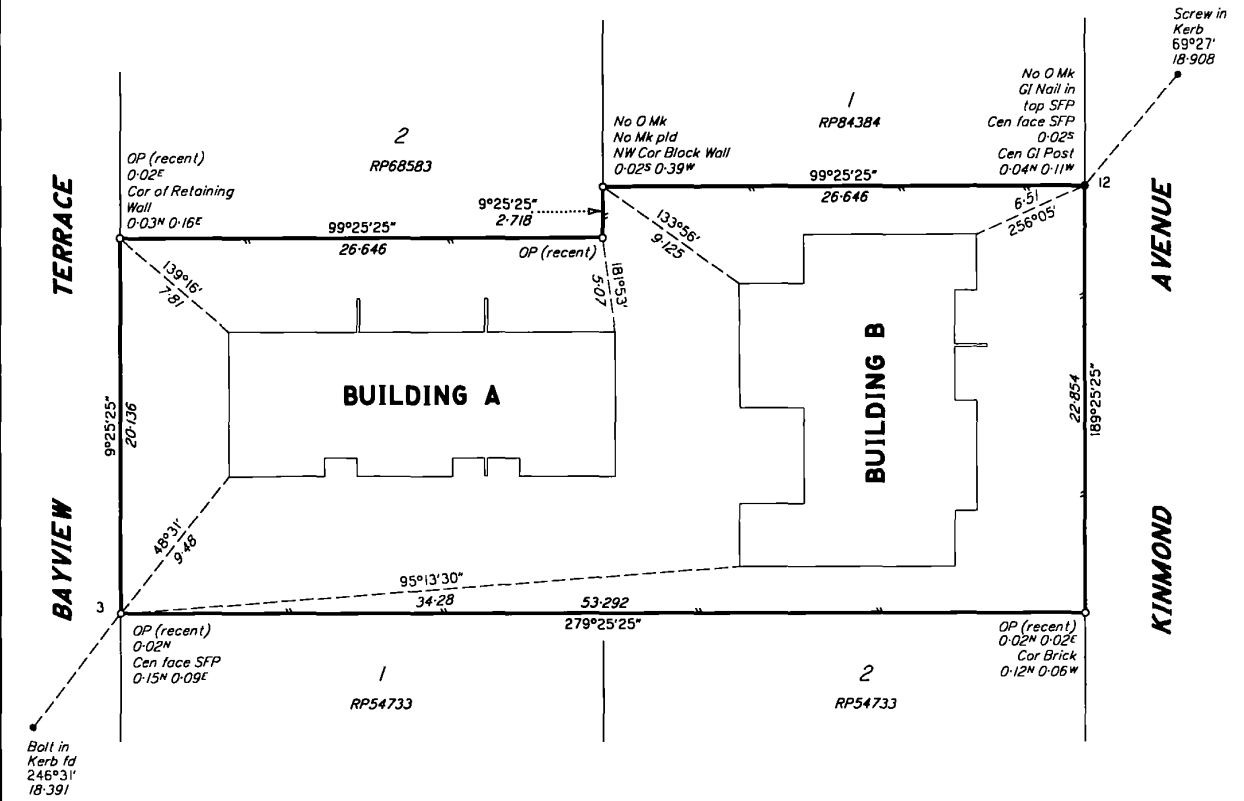 Screw in
Kerb
69°27'
18·908
No O Mk
GI Nail in
top SFP
Cen face SFP
0·02ˢ
Cen GI Post
0·04ᴺ 0·11ᵂ
1
RP84384
No O Mk
No Mk pld
NW Cor Block Wall
0·02ˢ 0·39ᵂ
2
RP68583
OP (recent)
0·02ᴱ
Cor of Retaining
Wall
0·03ᴺ 0·16ᴱ
99°25'25"
26·646
12
9°25'25"
2·718
99°25'25"
26·646
OP (recent)
TERRACE
AVENUE
139°16'
7·81
181°53'
5·07
133°56'
9·125
6·51
256°05'
BUILDING A
BUILDING B
9°25'25"
20·136
22·854
189°25'25"
BAYVIEW
KINMOND
48°31'
9·48
95°13'30"
34·28
53·292
279°25'25"
3
OP (recent)
0·02ᴺ
Cen face SFP
0·15ᴺ 0·09ᴱ
OP (recent)
0·02ᴺ 0·02ᴱ
Cor Brick
0·12ᴺ 0·06ᵂ
1
RP54733
2
RP54733
Bolt in
Kerb fd
246°31'
18·391